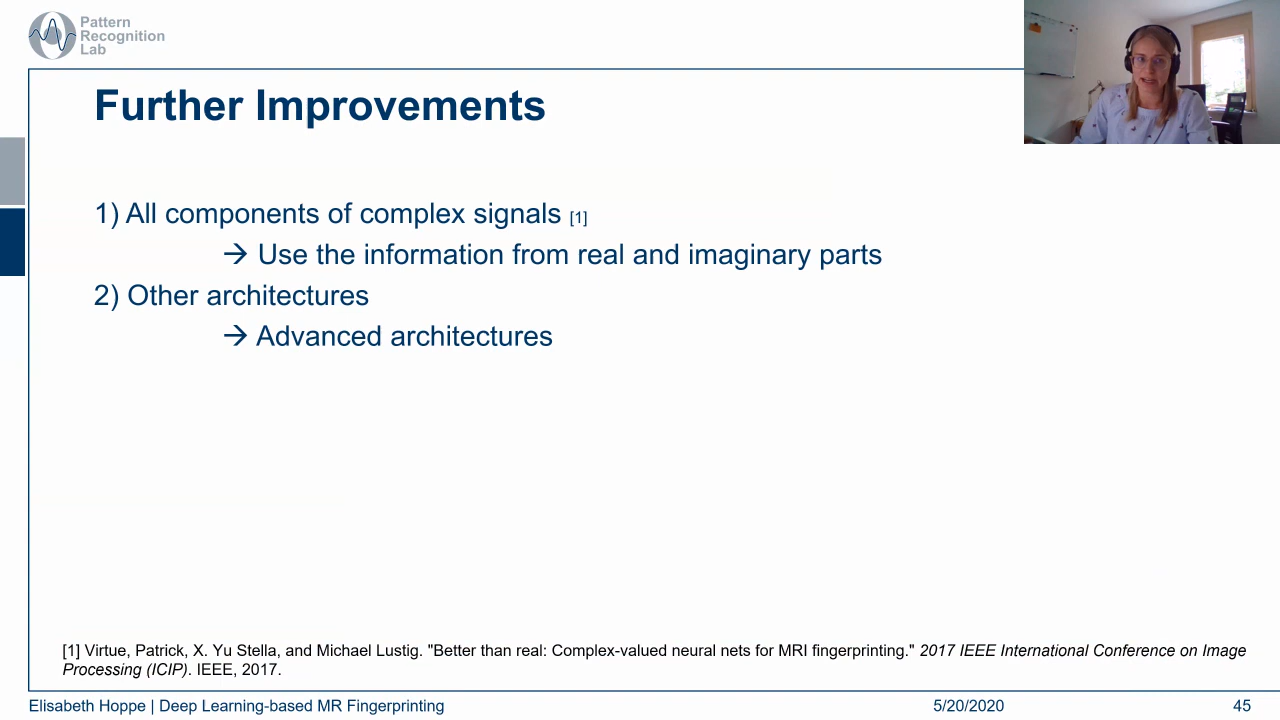 Pattern
Recognition
Lab
Further Improvements
1) All components of complex signals [1]
→ Use the information from real and imaginary parts
2) Other architectures
→ Advanced architectures
[1] Virtue, Patrick, X. Yu Stella, and Michael Lustig. "Better than real: Complex-valued neural nets for MRI fingerprinting." 2017 IEEE International Conference on Image
Processing (ICIP). IEEE, 2017.
Elisabeth Hoppe | Deep Learning-based MR Fingerprinting
5/20/2020
45